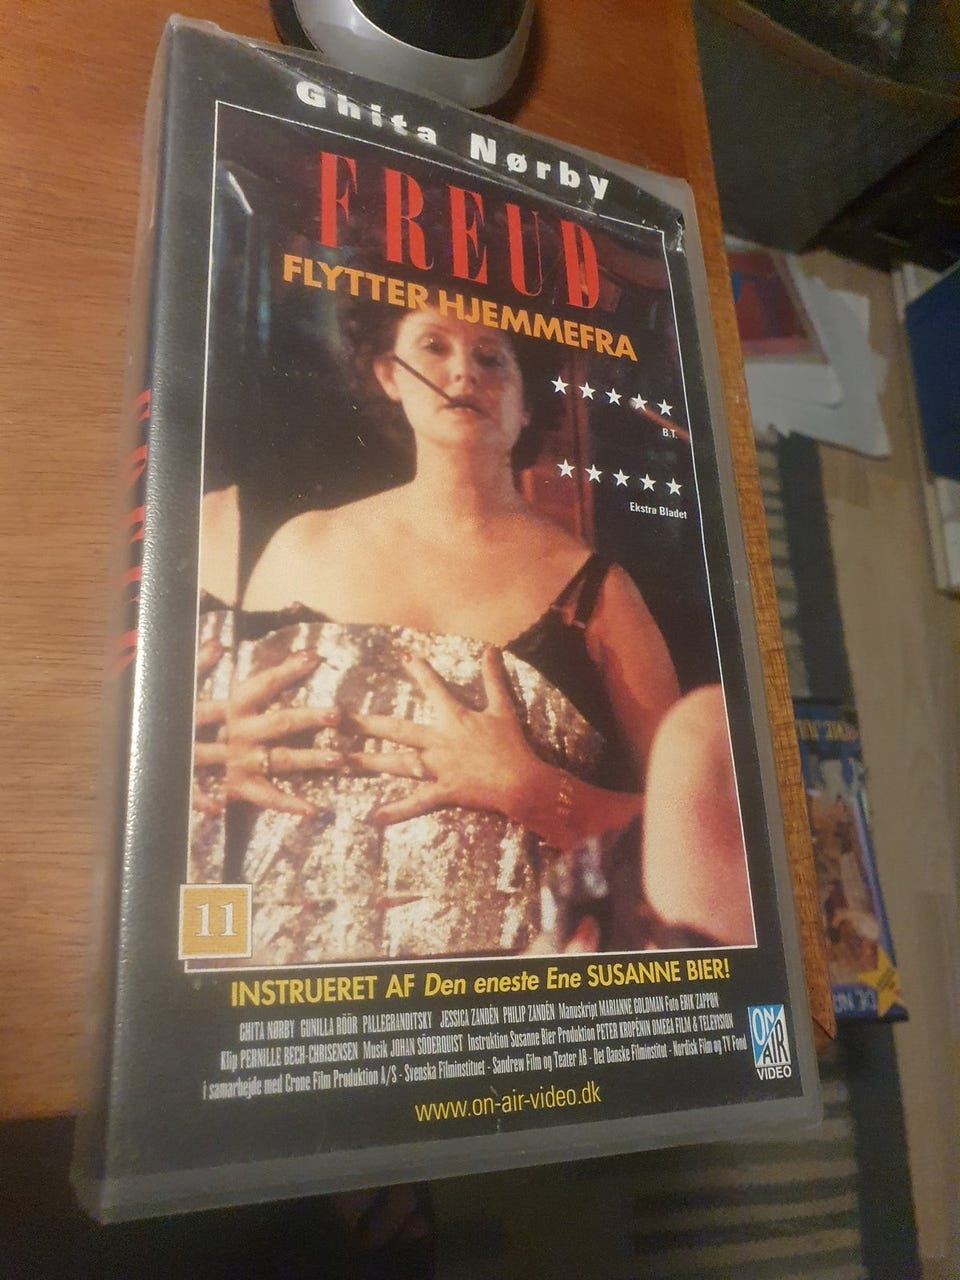 Ghita Nørby
FREUD
FLYTTER HJEMMEFRA
B.T.
Ekstra Bladet
11
INSTRUERET AF Den eneste Ene SUSANNE BIER!
GHITA NØRBY GUNILLA RÖÖR PALLEGRANDITSKY JESSICA ZANDÉN PHILIP ZANDÉN Manuskript MARIANNE GOLDMAN Foto ERIK ZAPPON
Klip PERNILLE BECH-CHRISENSEN Musik JOHAN SÖDERQUIST Instruktion Susanne Bier Produktion PETER KROPENIN OMEGA FILM & TELEVISION
i samarbejde med Crone Film Produktion A/S - Svenska Filminstituet - Sandrew Film og Teater AB - Det Danske Filminstitut - Nordisk Film og TV Fond
ON
AIR
VIDEO
www.on-air-video.dk